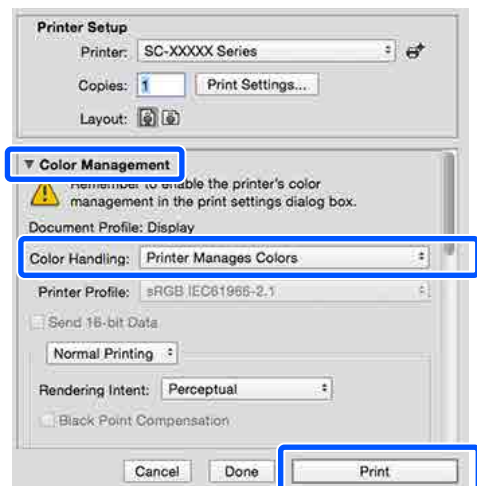 Printer Setup
Printer: SC-XXXXX Series
Copies: 1 Print Settings...
Layout:
▼ Color Management
Remember to enable the printer's color
management in the print settings dialog box.
Document Profile: Display
Color Handling: Printer Manages Colors
Printer Profile: sRGB IEC61966-2.1
Send 16-bit Data
Normal Printing
Rendering Intent: Perceptual
Black Point Compensation
Cancel Done Print